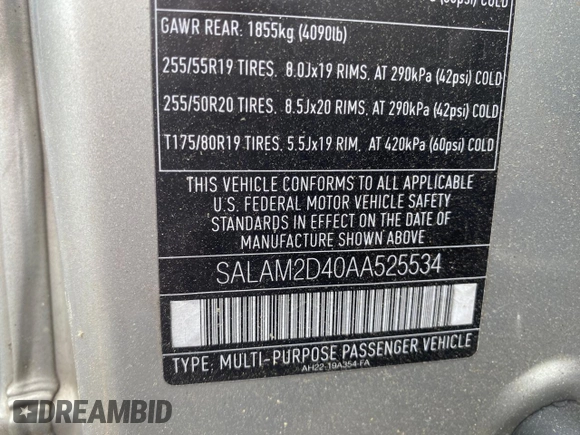 COLD
GAWR REAR: 1855kg (4090lb)
255/55R19 TIRES. 8.0Jx19 RIMS, AT 290kPa (42psi) COLD
255/50R20 TIRES. 8.5Jx20 RIMS, AT 290kPa (42psi) COLD
T175/80R19 TIRES. 5.5Jx19 RIM, AT 420kPa (60psi) COLD
THIS VEHICLE CONFORMS TO ALL APPLICABLE
U.S. FEDERAL MOTOR VEHICLE SAFETY
STANDARDS IN EFFECT ON THE DATE OF
MANUFACTURE SHOWN ABOVE
SALAM2D40AA525534
TYPE: MULTI-PURPOSE PASSENGER VEHICLE
AH22-19A354-FA
DREAMBID